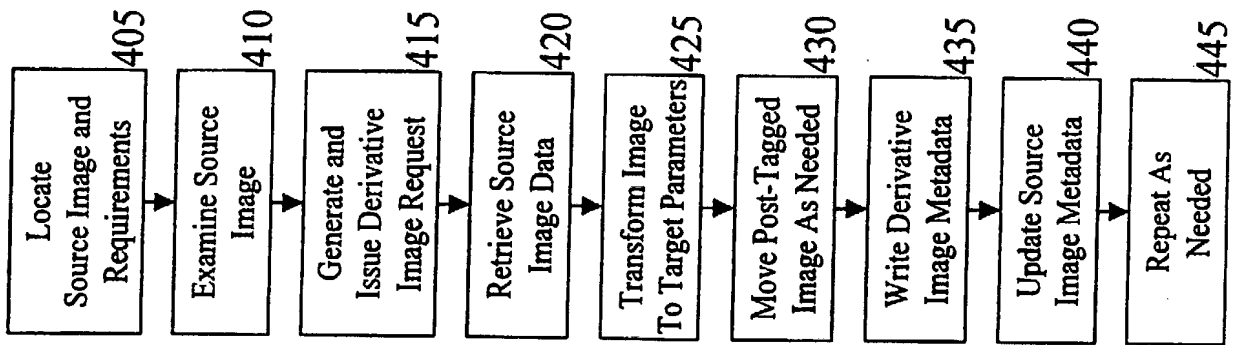 Locate
Source Image and
Requirements
405
Examine Source
Image
410
Generate and
Issue Derivative
Image Request
415
Retrieve Source
Image Data
420
Transform Image
To Target Parameters
425
Move Post-Tagged
Image As Needed
430
Write Derivative
Image Metadata
435
Update Source
Image Metadata
440
Repeat As
Needed
445